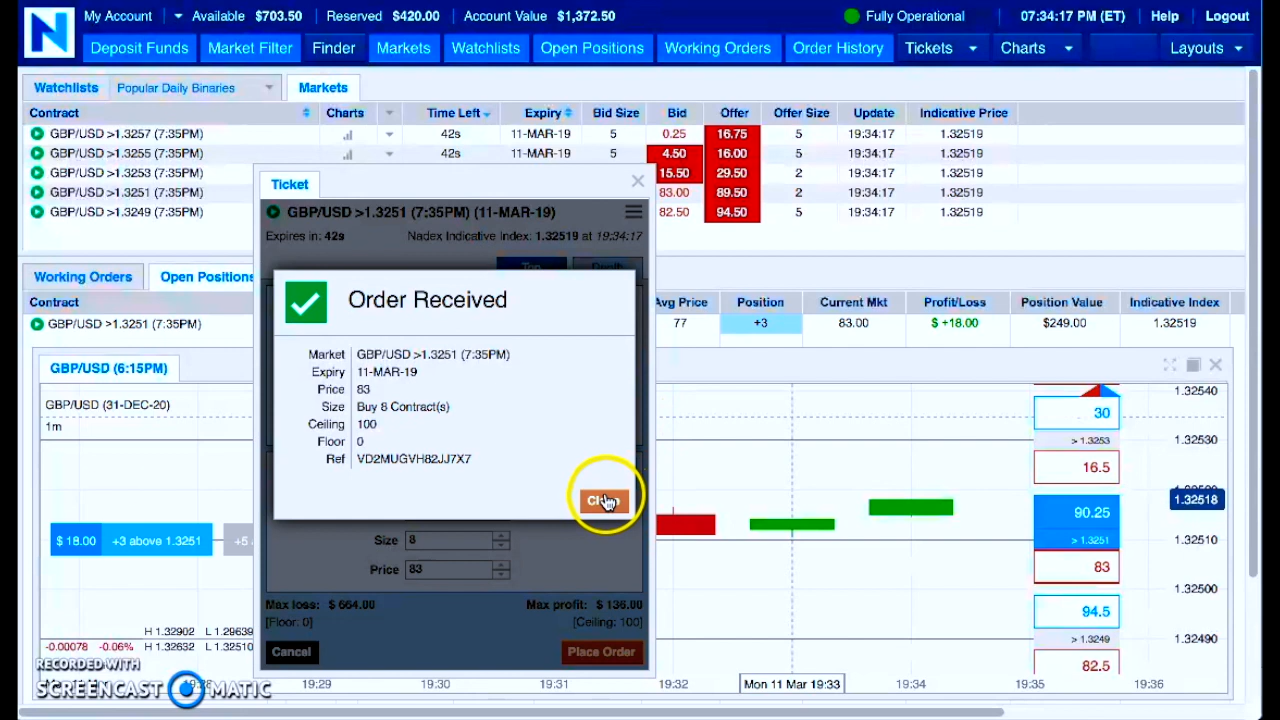 My Account Available $703.50 Reserved $420.00 Account Value $1,372.50 Fully Operational 07:34:17 PM (ET) Help Logout
N
Deposit Funds Market Filter Finder Markets Watchlists Open Positions Working Orders Order History Tickets Charts Layouts
Watchlists Popular Daily Binaries Markets
Contract Charts Time Left Expiry Bid Size Bid Offer Offer Size Update Indicative Price
GBP/USD >1.3257 (7:35PM) 42s 11-MAR-19 5 0.25 16.75 5 19:34:17 1.32519
GBP/USD >1.3255 (7:35PM) 42s 11-MAR-19 5 4.50 16.00 5 19:34:17 1.32519
GBP/USD >1.3253 (7:35PM) 15.50 29.50 2 19:34:17 1.32519
GBP/USD >1.3251 (7:35PM) 83.00 89.50 2 19:34:17 1.32519
GBP/USD >1.3249 (7:35PM) 82.50 94.50 5 19:34:17 1.32519
Ticket
GBP/USD >1.3251 (7:35PM) (11-MAR-19)
Expires in: 42s Nadex Indicative Index: 1.32519 at 19:34:17
Order Received
Market GBP/USD >1.3251 (7:35PM)
Expiry 11-MAR-19
Price 83
Size Buy 8 Contract(s)
Ceiling 100
Floor 0
Ref VD2MUGVH82JJ7X7
Size 8
Price 83
Max loss: $ 664.00 Max profit: $ 136.00
[Floor: 0] [Ceiling: 100]
Cancel Place Order
Working Orders Open Positions
Contract Avg Price Position Current Mkt Profit/Loss Position Value Indicative Index
GBP/USD >1.3251 (7:35PM) 77 +3 83.00 $ +18.00 $249.00 1.32519
GBP/USD (6:15PM)
GBP/USD (31-DEC-20)
1m
$ 18.00 +3 above 1.3251 +5
H 1.32902 L 1.29639
-0.00078 -0.06% H 1.32632 L 1.32510
30
> 1.3253
16.5
90.25
> 1.3251
83
94.5
> 1.3249
82.5
1.32540
1.32530
1.32518
1.32510
1.32500
1.32490
19:29 19:30 19:31 19:32 Mon 11 Mar 19:33 19:34 19:35 19:36
RECORDED WITH
SCREENCAST MATIC